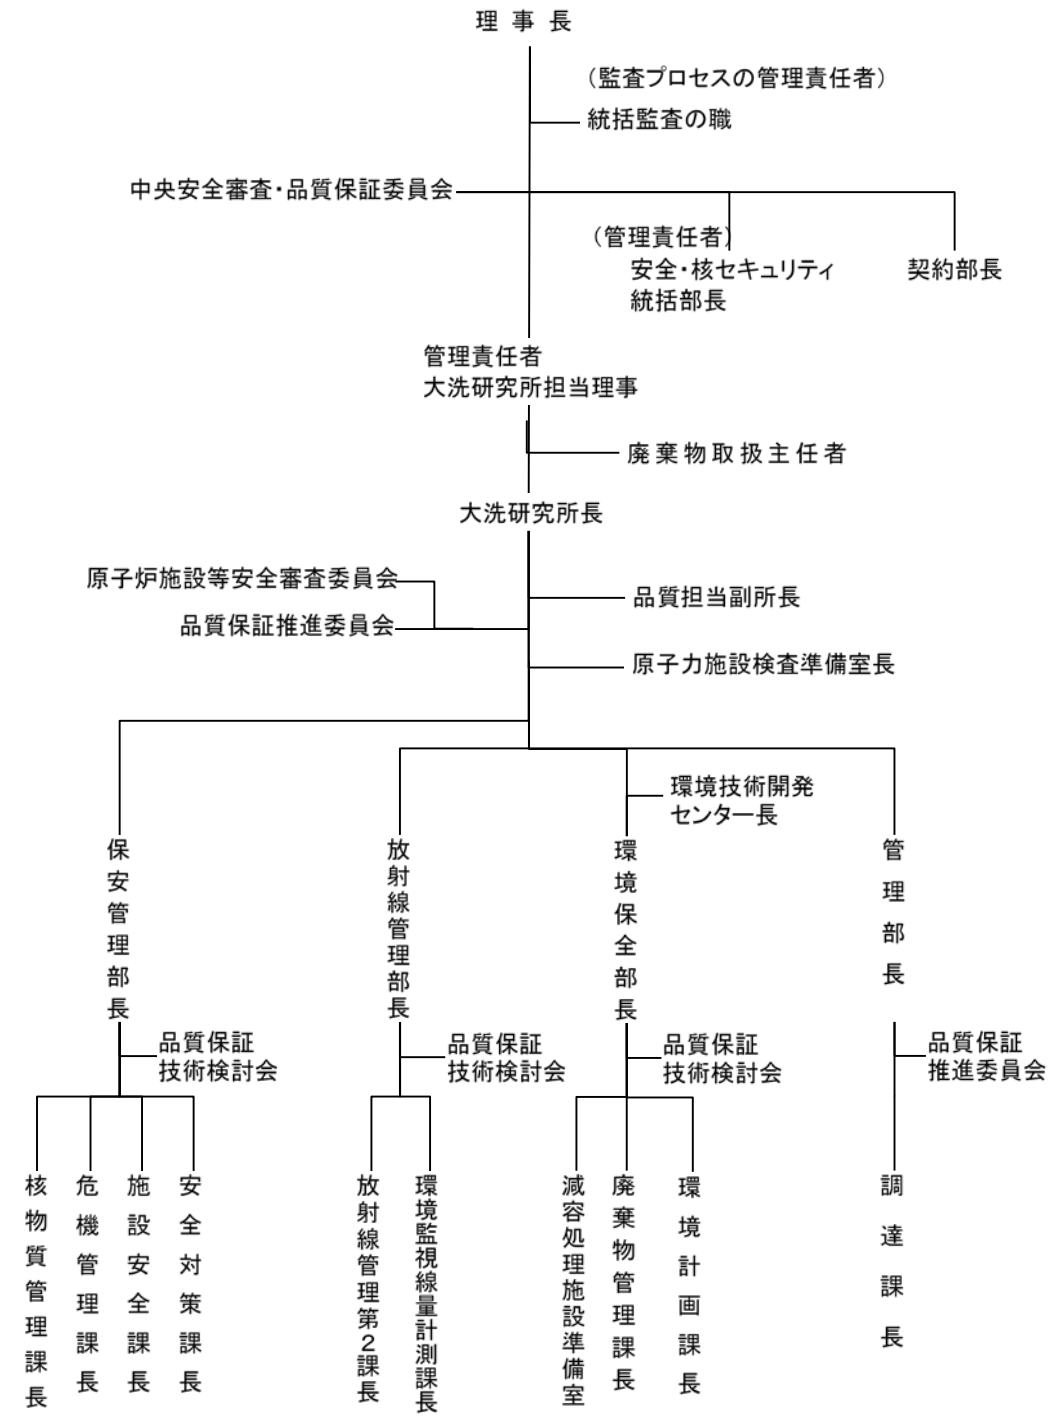 理事長
（監査プロセスの管理責任者）
統括監査の職
中央安全審査・品質保証委員会
（管理責任者）
安全・核セキュリティ
統括部長
契約部長
管理責任者
大洗研究所担当理事
廃棄物取扱主任者
大洗研究所長
原子炉施設等安全審査委員会
品質保証推進委員会
品質担当副所長
原子力施設検査準備室長
環境技術開発
センター長
保安管理部長
放射線管理部長
環境保全部長
管理部長
品質保証
技術検討会
品質保証
技術検討会
品質保証
技術検討会
品質保証
推進委員会
核物質管理課長
危機管理課長
施設安全課長
安全対策課長
放射線管理第２課長
環境監視線量計測課長
減容処理施設準備室
廃棄物管理課長
環境計画課長
調達課長